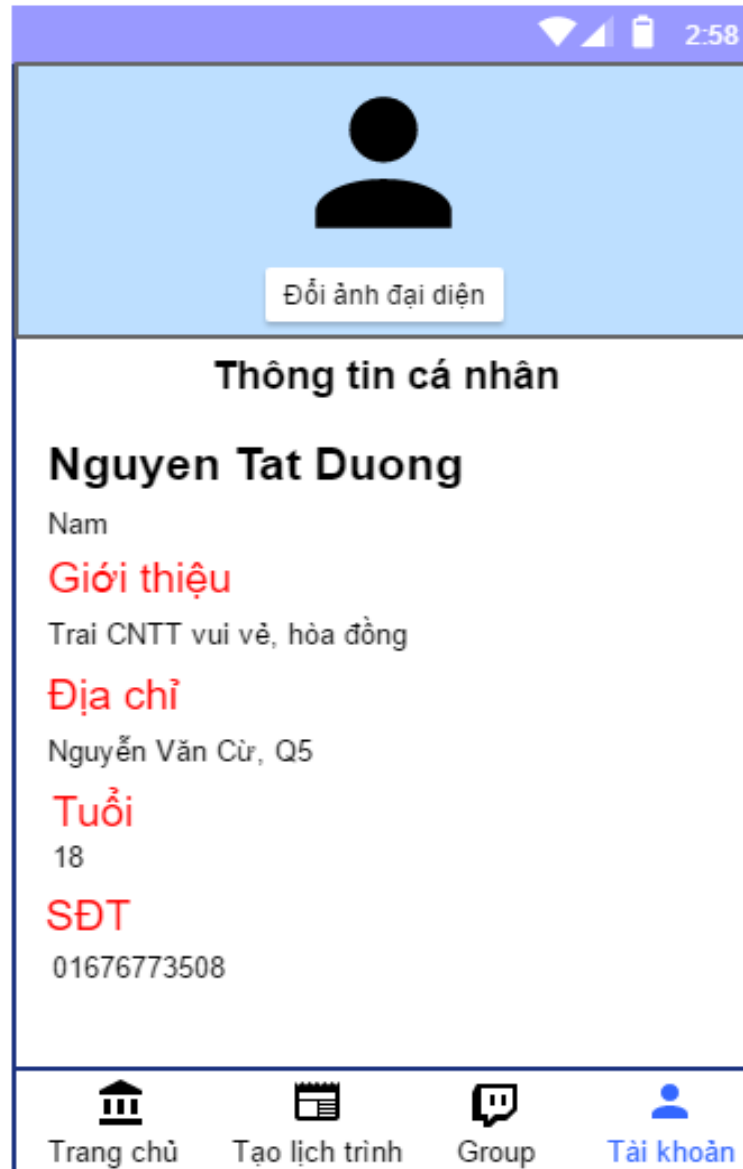 2:58
Đổi ảnh đại diện
Thông tin cá nhân
Nguyen Tat Duong
Nam
Giới thiệu
Trai CNTT vui vẻ, hòa đồng
Địa chỉ
Nguyễn Văn Cừ, Q5
Tuổi
18
SĐT
01676773508
Trang chủ Tạo lịch trình Group Tài khoản